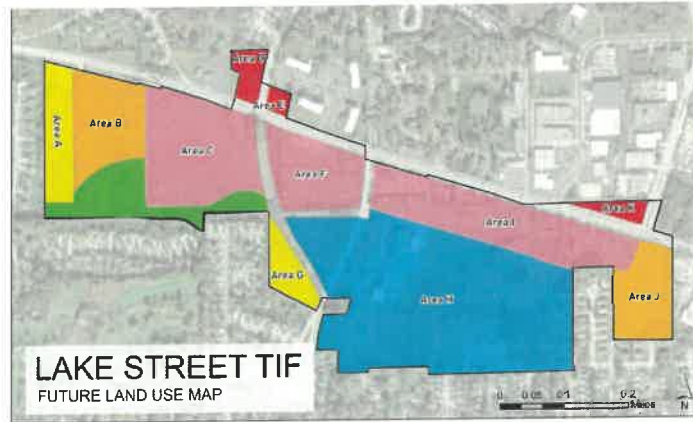 Area D
Area E
Area A
Area B
Area C
Area F
Area K
Area I
Area G
Area H
Area J
LAKE STREET TIF
FUTURE LAND USE MAP
0 0.05 0.1 0.2
Miles
N